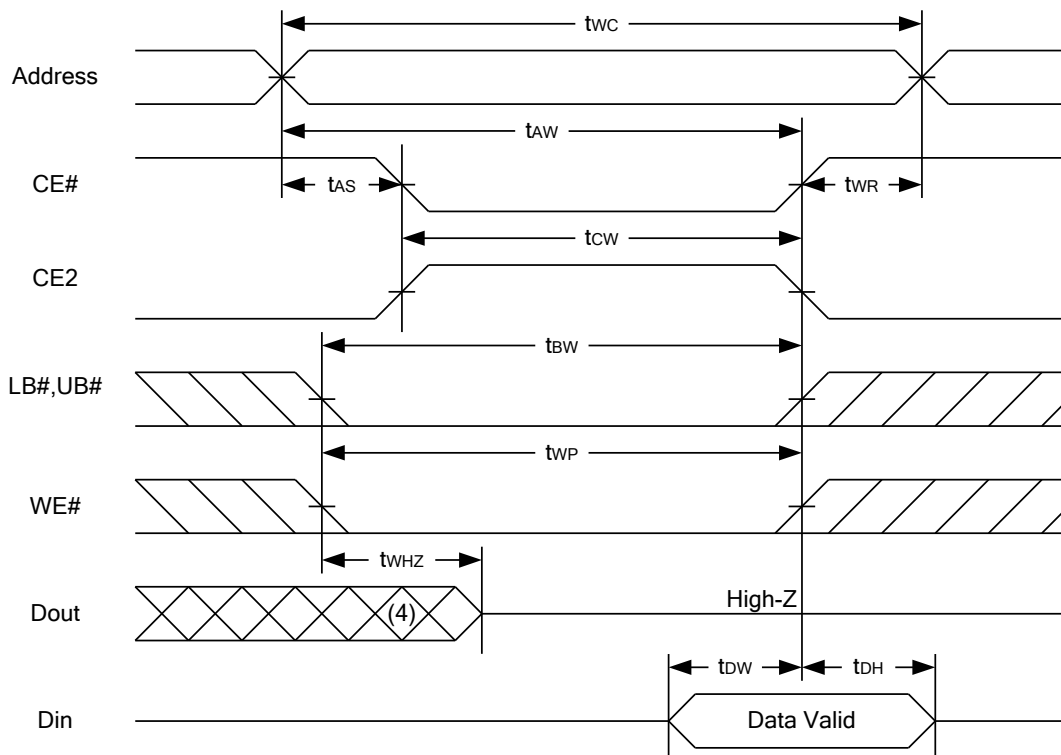 tWC
Address
tAW
CE#
tAS
tWR
tCW
CE2
tBW
LB#,UB#
tWP
WE#
tWHZ
Dout
(4)
High-Z
tDW
tDH
Din
Data Valid